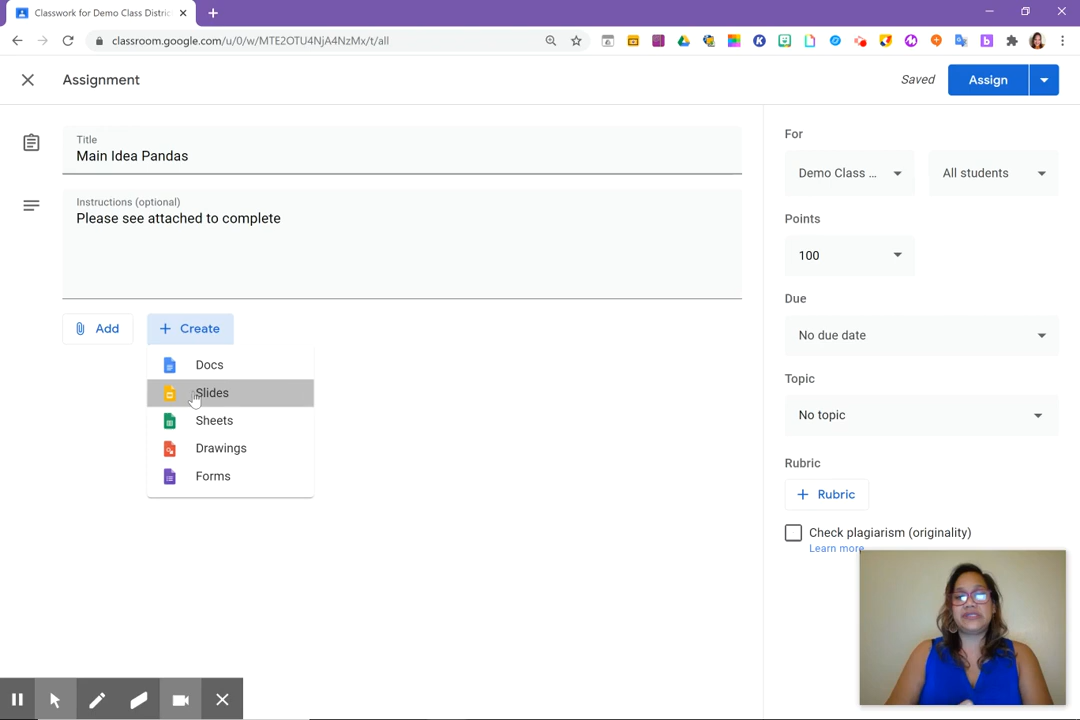 Classwork for Demo Class Distric
classroom.google.com/u/0/w/MTE2OTU4NjA4NzMx/t/all
Assignment
Saved
Assign
Title
Main Idea Pandas
Instructions (optional)
Please see attached to complete
Add
Create
Docs
Slides
Sheets
Drawings
Forms
For
Demo Class ...
All students
Points
100
Due
No due date
Topic
No topic
Rubric
Rubric
Check plagiarism (originality)
Learn more